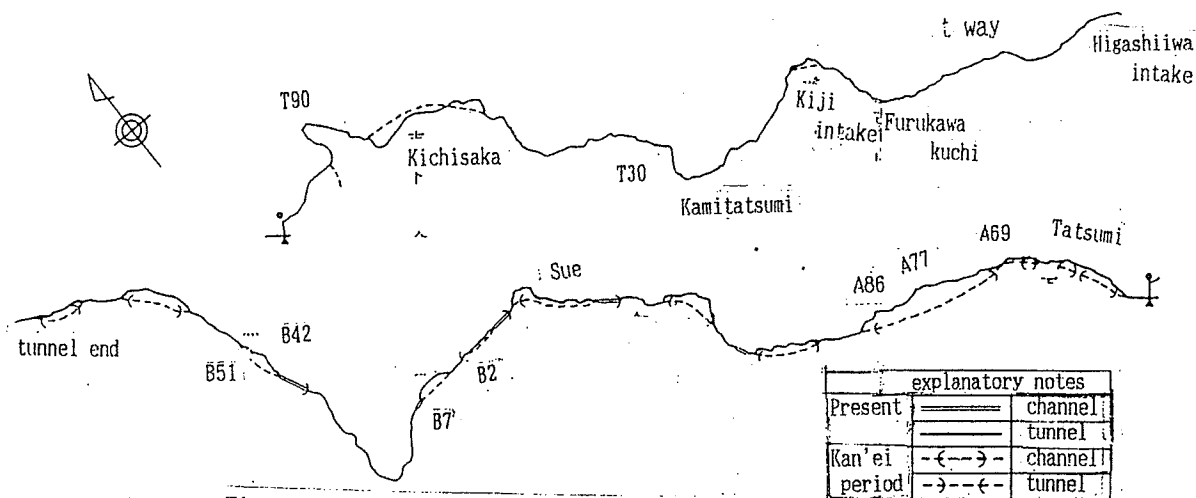 t way
Higashiiwa
intake
T90
Kiji
intake
Furukawa
kuchi
Kichisaka
T30
Kamitatsumi
Sue
A86
A77
A69
Tatsumi
tunnel end
B42
B51
B2
B7
explanatory notes
Present
channel
tunnel
Kan'ei
period
channel
tunnel